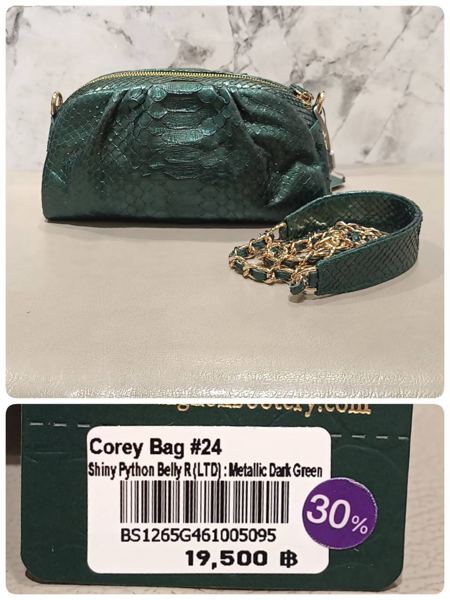 Corey Bag #24
Shiny Python Belly R (LTD) : Metallic Dark Green
BS1265G461005095
19,500 ฿
30%